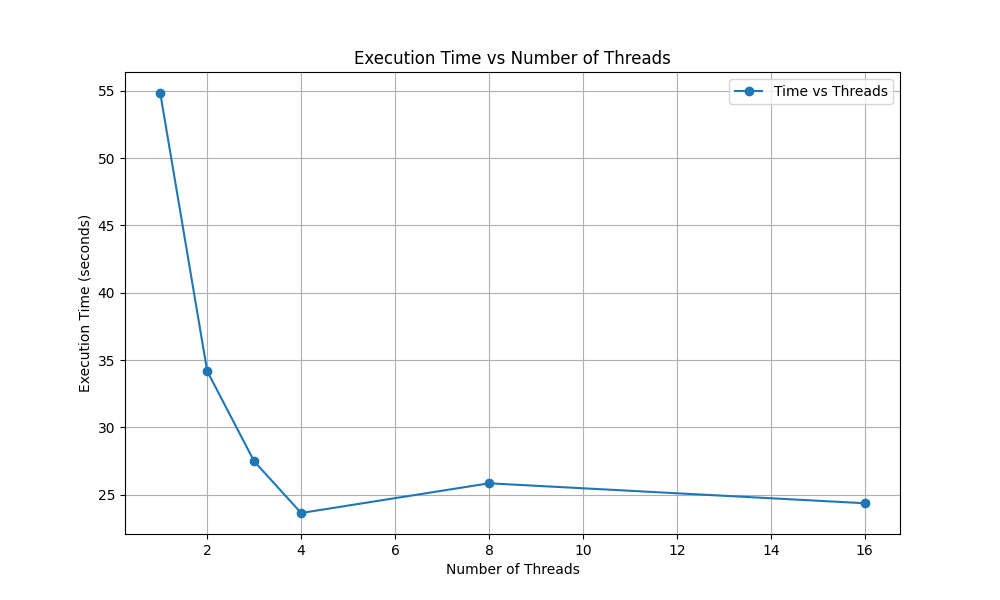 Execution Time vs Number of Threads
Time vs Threads
Execution Time (seconds)
55
50
45
40
35
30
25
2 4 6 8 10 12 14 16
Number of Threads